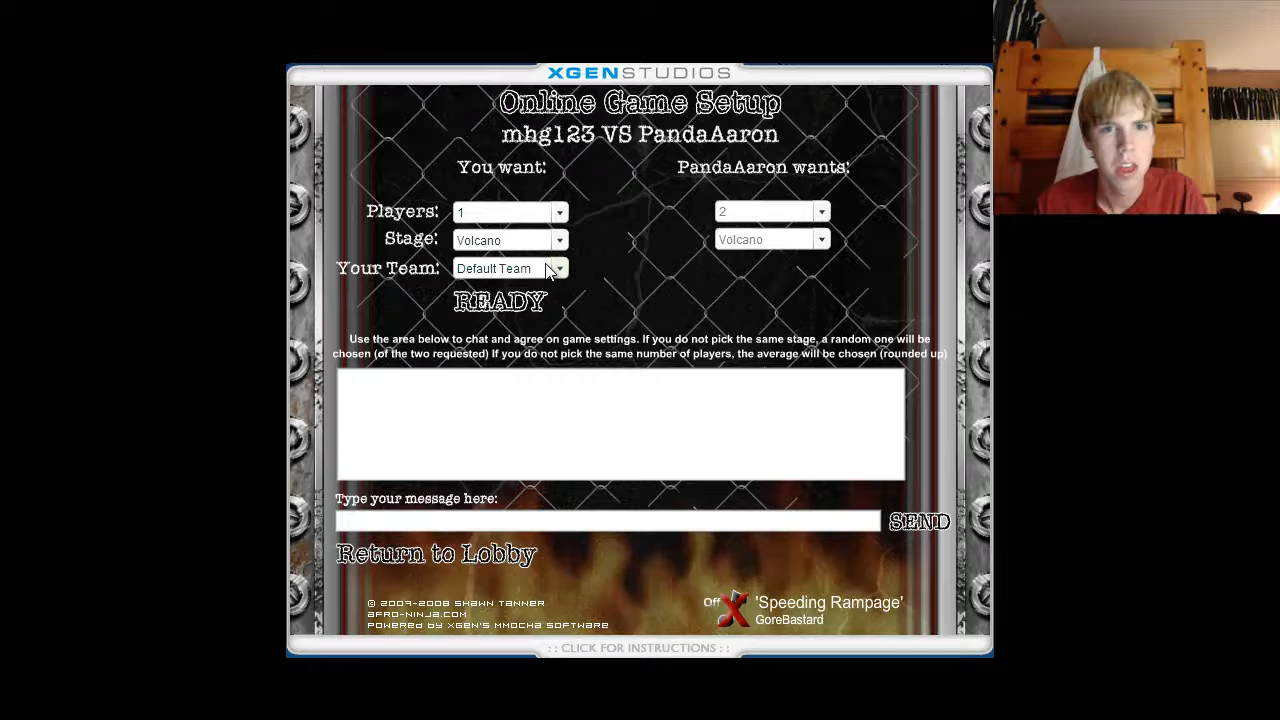 XGENSTUDIOS
Online Game Setup
mhg123 VS PandaAaron
You want: PandaAaron wants:
Players: 1 2
Stage: Volcano Volcano
Your Team: Default Team
READY
Use the area below to chat and agree on game settings. If you do not pick the same stage, a random one will be
chosen (of the two requested) If you do not pick the same number of players, the average will be chosen (rounded up)
Type your message here:
SEND
Return to Lobby
© 2007-2008 SHAWN TANNER
AFRO-NINJA.COM
POWERED BY XGEN'S MMOCHA SOFTWARE
Off X 'Speeding Rampage'
GoreBastard
: : CLICK FOR INSTRUCTIONS : :